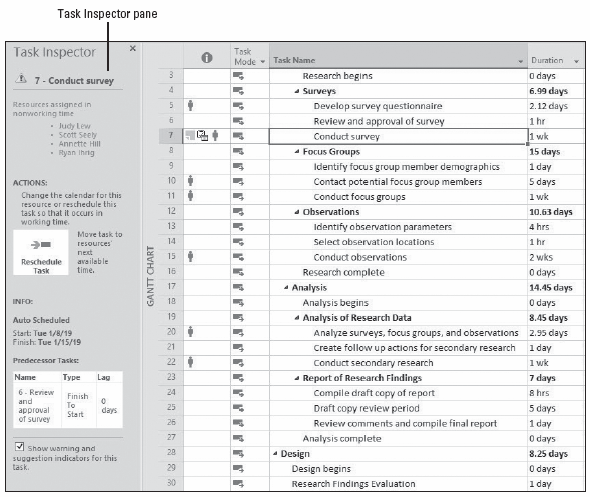 Task Inspector pane
Task Inspector
7 - Conduct survey
Resources assigned in
nonworking time
• Judy Lew
• Scott Seely
• Annette Hill
• Ryan Ihrig
ACTIONS:
Change the calendar for this
resource or reschedule this
task so that it occurs in
working time.
Reschedule
Task
Move task to
resources'
next
available
time.
INFO:
Auto Scheduled
Start: Tue 1/8/19
Finish: Tue 1/15/19
Predecessor Tasks:
Name Type Lag
6 - Review
and
approval
of survey
Finish
To
Start
0
days
Show warning and
suggestion indicators for this
task.
GANTT CHART
Task
Mode Task Name Duration
3 Research begins 0 days
4 Surveys 6.99 days
5 Develop survey questionnaire 2.12 days
6 Review and approval of survey 1 hr
7 Conduct survey 1 wk
8 Focus Groups 15 days
9 Identify focus group member demographics 1 day
10 Contact potential focus group members 5 days
11 Conduct focus groups 1 wk
12 Observations 10.63 days
13 Identify observation parameters 4 hrs
14 Select observation locations 1 hr
15 Conduct observations 2 wks
16 Research complete 0 days
17 Analysis 14.45 days
18 Analysis begins 0 days
19 Analysis of Research Data 8.45 days
20 Analyze surveys, focus groups, and observations 2.95 days
21 Create follow up actions for secondary research 1 day
22 Conduct secondary research 1 wk
23 Report of Research Findings 7 days
24 Compile draft copy of report 8 hrs
25 Draft copy review period 5 days
26 Review comments and compile final report 1 day
27 Analysis complete 0 days
28 Design 8.25 days
29 Design begins 0 days
30 Research Findings Evaluation 1 day